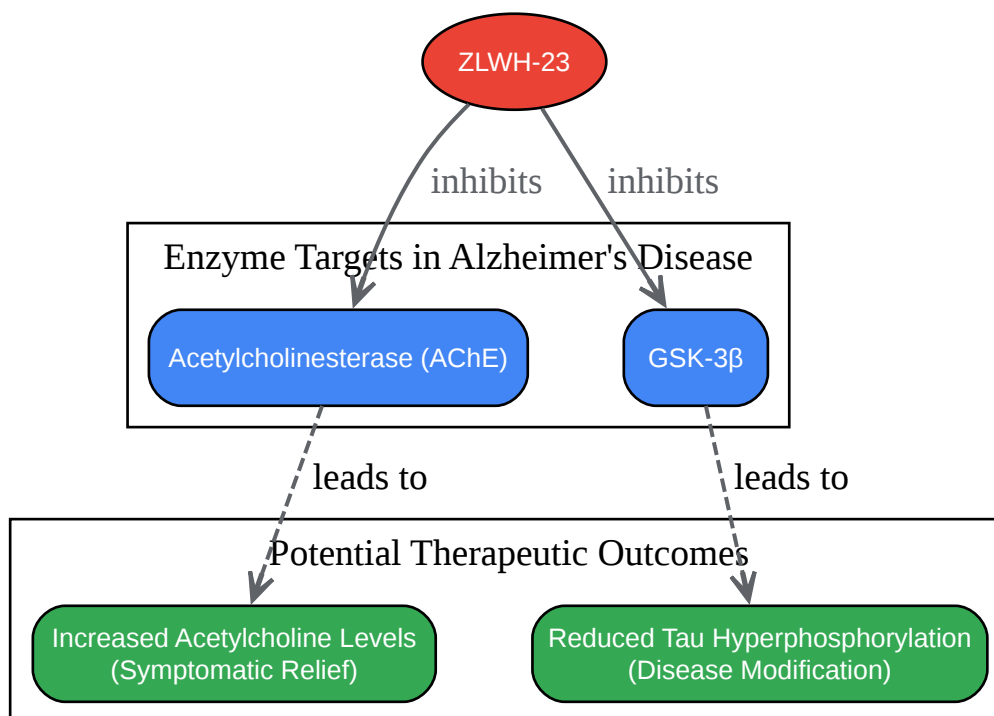 ZLWH-23
inhibits
inhibits
Enzyme Targets in Alzheimer's Disease
Acetylcholinesterase (AChE)
GSK-3β
leads to
leads to
Potential Therapeutic Outcomes
Increased Acetylcholine Levels
(Symptomatic Relief)
Reduced Tau Hyperphosphorylation
(Disease Modification)